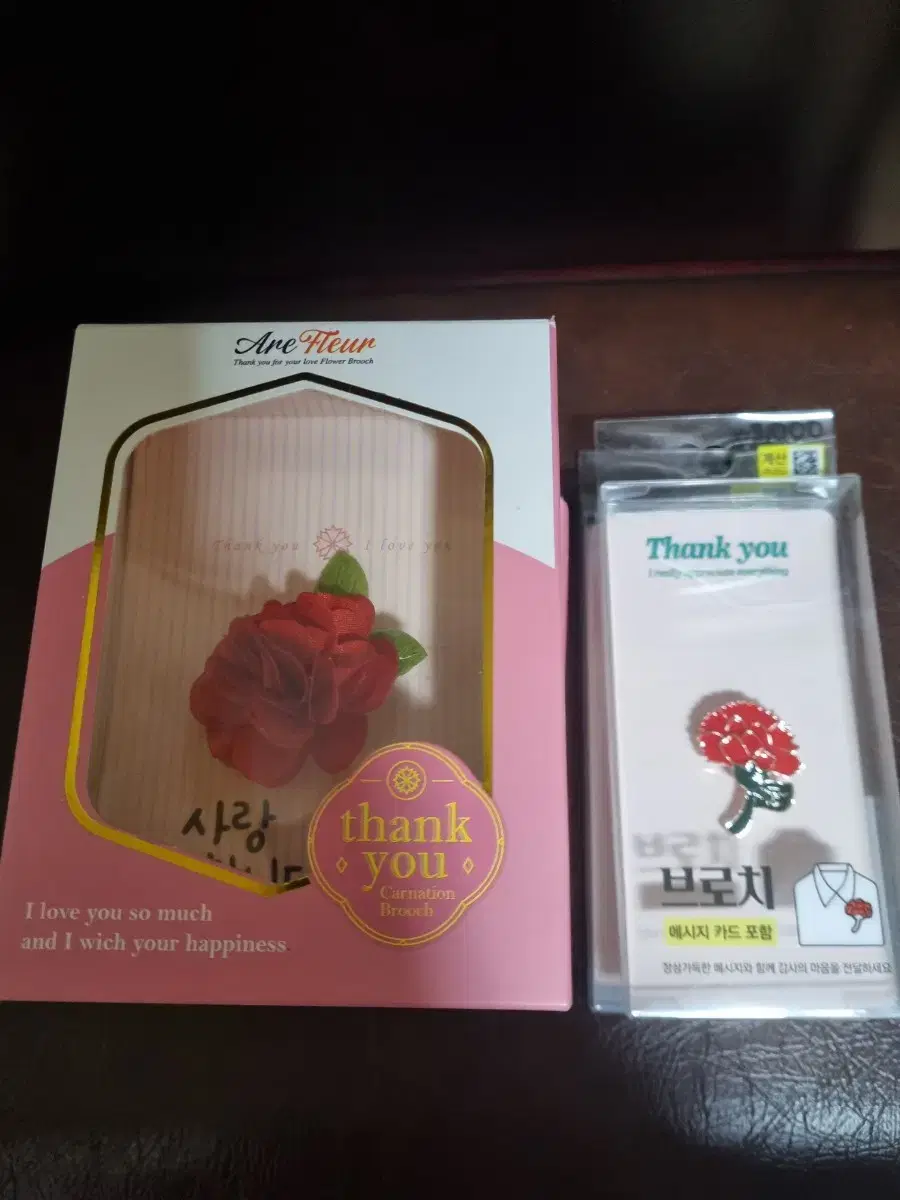 Are Fleur
Thank you for your love Flower Brooch
Thank you I love you
사랑
thank
you
Carnation
Brooch
I love you so much
and I wich your happiness.
계산
Thank you
I really appreciate everything
브로치
메시지 카드 포함
정성가득한 메시지와 함께 감사의 마음을 전달하세요